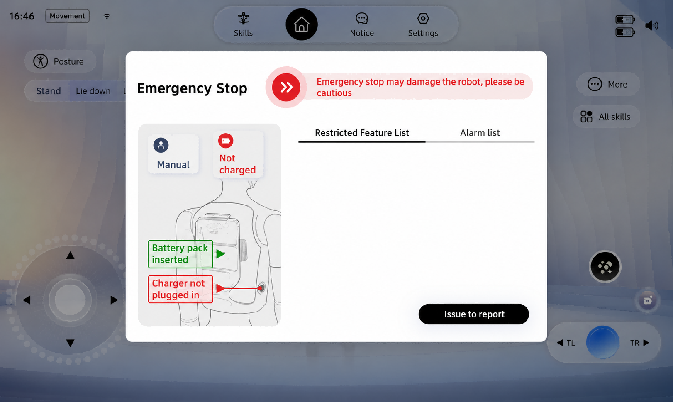 16:46
Movement
Skills
Notice
Settings
Posture
Stand
Lie down
More
All skills
Emergency Stop
Emergency stop may damage the robot, please be
cautious
Manual
Not
charged
Battery pack
inserted
Charger not
plugged in
Restricted Feature List
Alarm list
Issue to report
TL
TR